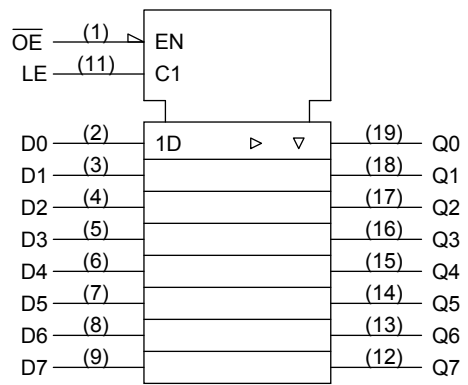 OE (1) EN
LE (11) C1
D0 (2) 1D (19) Q0
D1 (3) (18) Q1
D2 (4) (17) Q2
D3 (5) (16) Q3
D4 (6) (15) Q4
D5 (7) (14) Q5
D6 (8) (13) Q6
D7 (9) (12) Q7